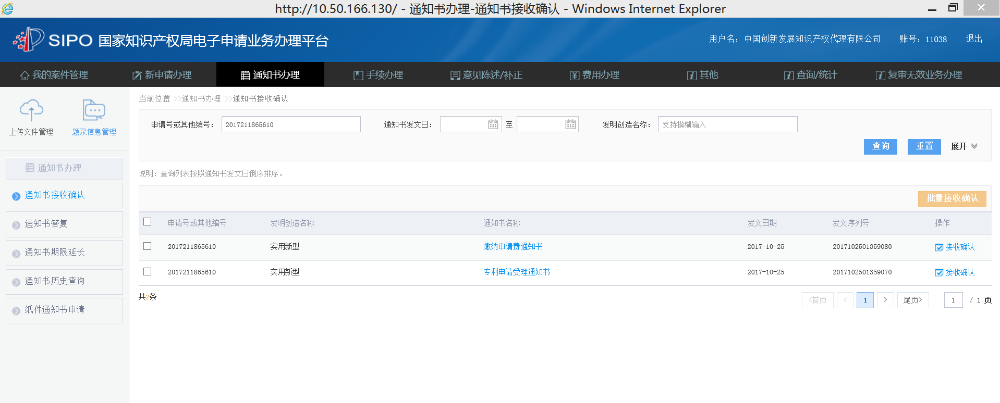 http://10.50.166.130/ - 通知书办理-通知书接收确认 - Windows Internet Explorer
SIPO 国家知识产权局电子申请业务办理平台
用户名：中国创新发展知识产权代理有限公司 账号：11038 退出
我的案件管理 新申请办理 通知书办理 手续办理 意见陈述/补正 费用办理 其他 查询/统计 复审无效业务办理
上传文件管理 题录信息管理
通知书办理
通知书接收确认
通知书答复
通知书期限延长
通知书历史查询
纸件通知书申请
当前位置 >>通知书办理 >>通知书接收确认
申请号或其他编号： 2017211865610 通知书发文日： 至 发明创造名称： 支持模糊输入
查询 重置 展开
说明：查询列表按照通知书发文日倒序排序。
批量接收确认
申请号或其他编号 发明创造名称 通知书名称 发文日期 发文序列号 操作
2017211865610 实用新型 缴纳申请费通知书 2017-10-25 2017102501359080 接收确认
2017211865610 实用新型 专利申请受理通知书 2017-10-25 2017102501359070 接收确认
共2条
<首页 < 1 > 尾页> 1 / 1 页